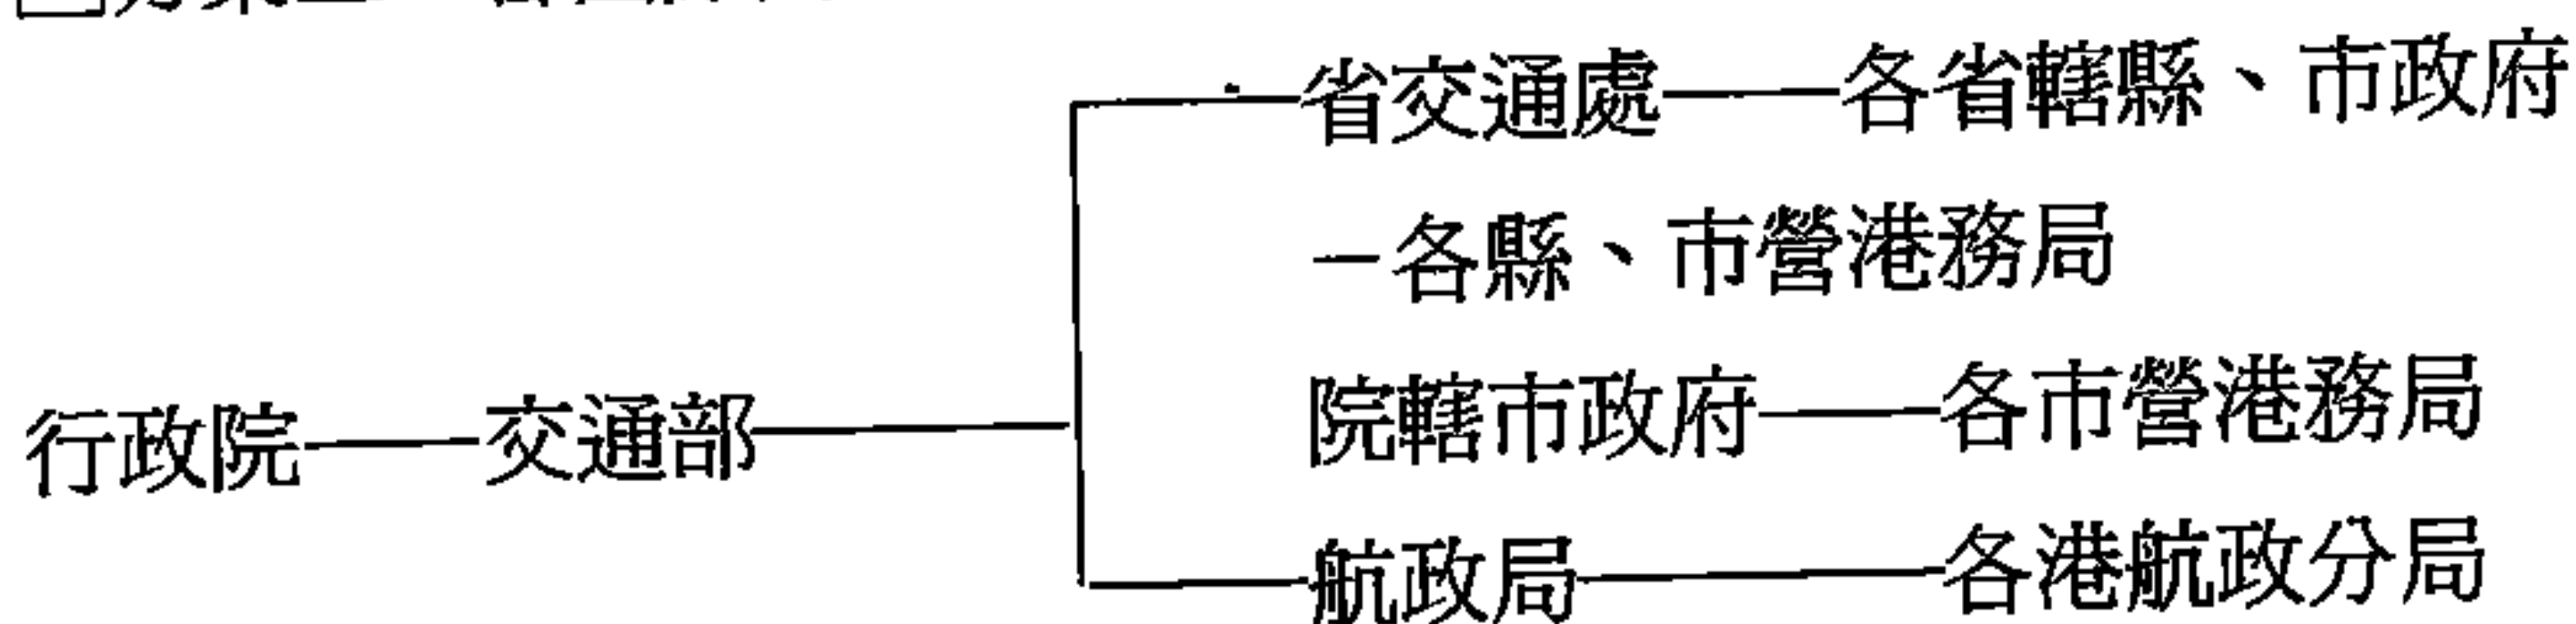 省交通處——各省轄縣、市政府
—各縣、市營港務局
院轄市政府——各市營港務局
行政院——交通部
航政局——各港航政分局